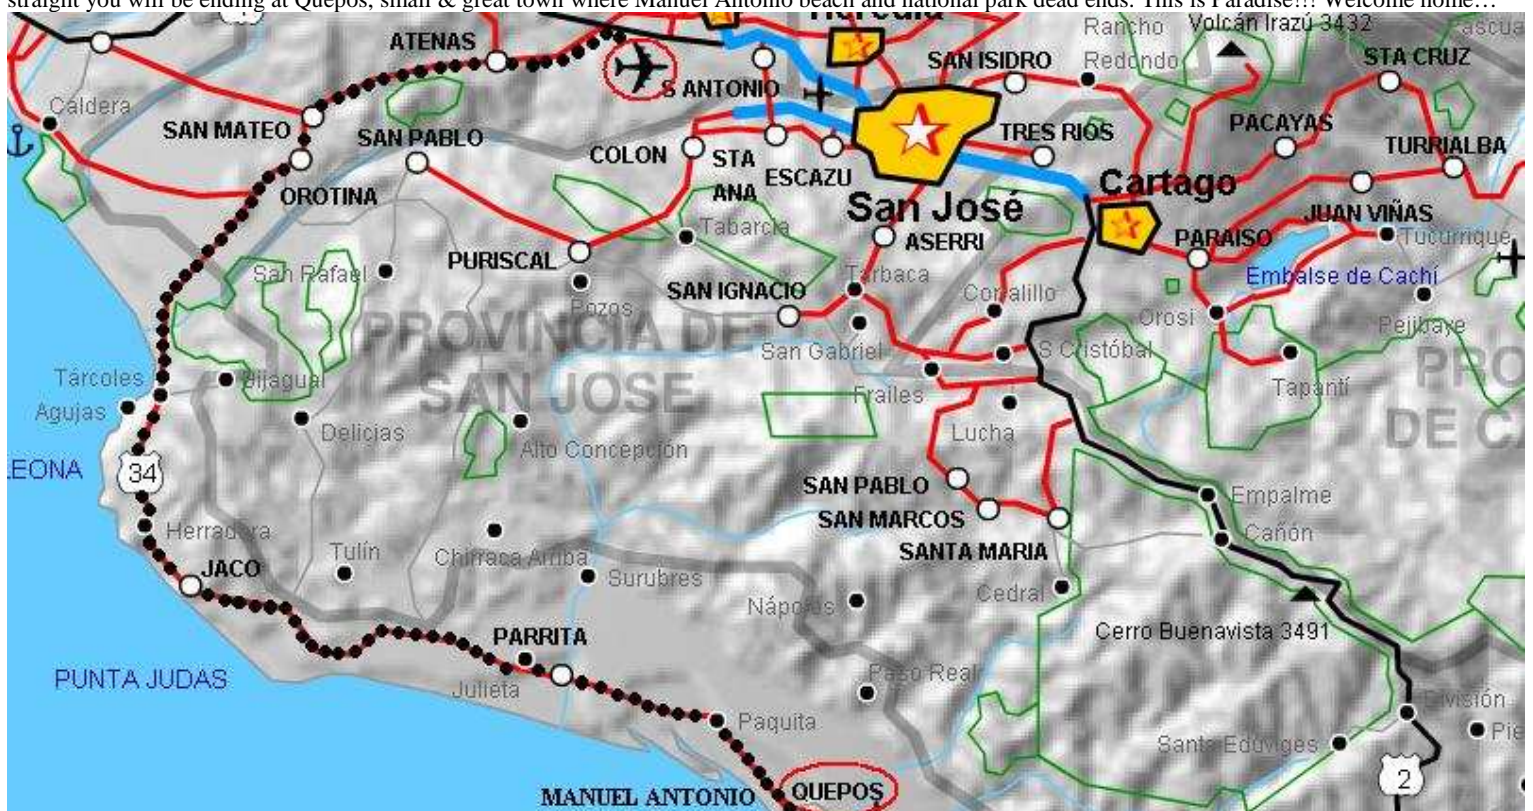 straight you will be ending at Quepos, small & great town where Manuel Antonio beach and national park dead ends. This is Paradise!!! Welcome home…
Heredia
Rancho
Redondo
Volcán Irazú 3432
ATENAS
SAN ISIDRO
STA CRUZ
S ANTONIO
Caldera
SAN MATEO
SAN PABLO
COLON
STA
ANA
ESCAZU
TRES RIOS
PACAYAS
TURRIALBA
OROTINA
San José
Cartago
JUAN VIÑAS
Tabarcia
ASERRI
PARAISO
Tucurrique
PURISCAL
San Rafael
Pozos
SAN IGNACIO
Tarbaca
Corralillo
Embalse de Cachí
Orosi
Pejibaye
PROVINCIA DE
SAN JOSE
San Gabriel
S Cristóbal
Tárcoles
Bijagual
Frailes
Tapantí
PRO
DE C
Agujas
Delicias
Alto Concepción
Lucha
LEONA
34
SAN PABLO
SAN MARCOS
SANTA MARIA
Empalme
Cañón
Herradura
JACO
Tulín
Chirraca Arriba
Surubres
Nápoles
Cedral
Cerro Buenavista 3491
PARRITA
PUNTA JUDAS
Julieta
Paso Real
División
Paquita
Santa Eduviges
Pie
2
MANUEL ANTONIO
QUEPOS